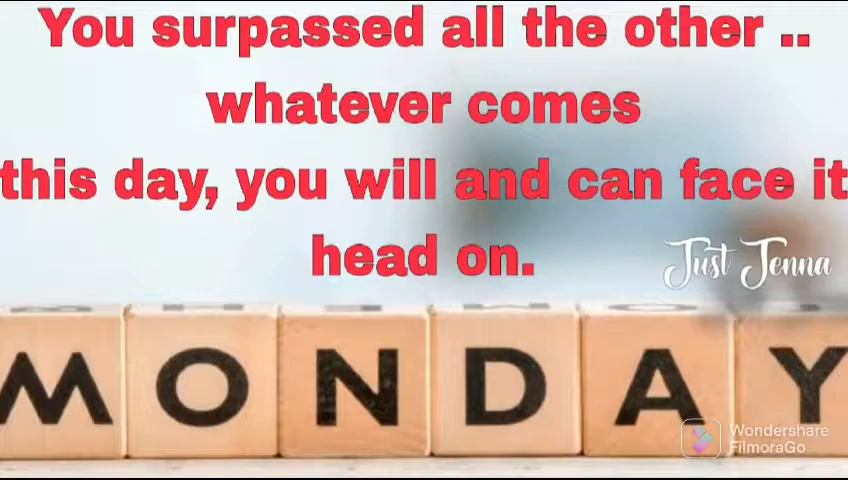 You surpassed all the other ..
whatever comes
this day, you will and can face it
head on.
Just Jenna
MONDAY
Wondershare
FilmoraGo